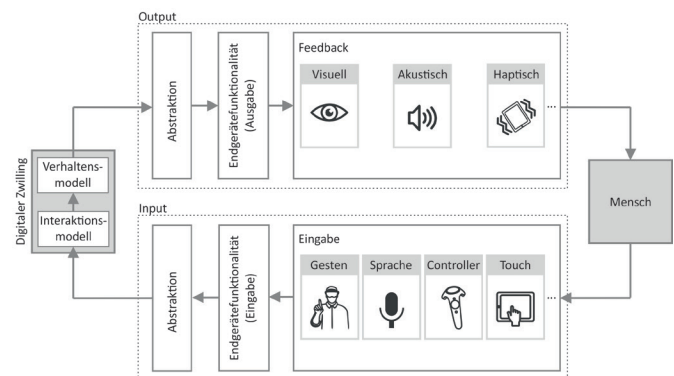 Output
Feedback
Visuell
Akustisch
Haptisch
...
Abstraktion
Endgerätefunktionalität
(Ausgabe)
Digitaler Zwilling
Verhaltens-
modell
Interaktions-
modell
Mensch
Input
Eingabe
Gesten
Sprache
Controller
Touch
...
Abstraktion
Endgerätefunktionalität
(Eingabe)